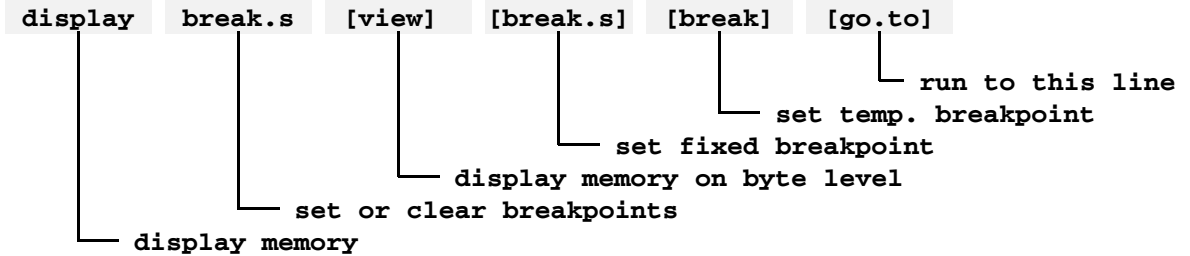 display break.s [view] [break.s] [break] [go.to]
run to this line
set temp. breakpoint
set fixed breakpoint
display memory on byte level
set or clear breakpoints
display memory